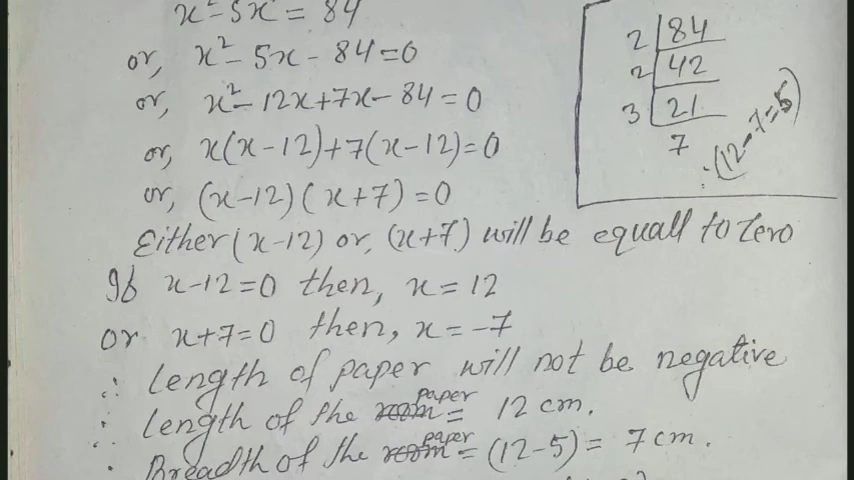 x²-5x = 84
or, x²- 5x - 84=0
or, x²- 12x+7x- 84=0
or, x(x-12)+7(x-12)=0
or, (x-12)(x+7)=0
Either (x-12) or, (x+7) will be equall to zero
If x-12=0 then, x=12
or x+7=0 then, x=-7
∴ length of paper will not be negative
∴ length of the room paper = 12 cm.
∴ Breadth of the room paper = (12-5) = 7cm.
2 | 84
2 | 42
3 | 21
7
∴(12-7=5)